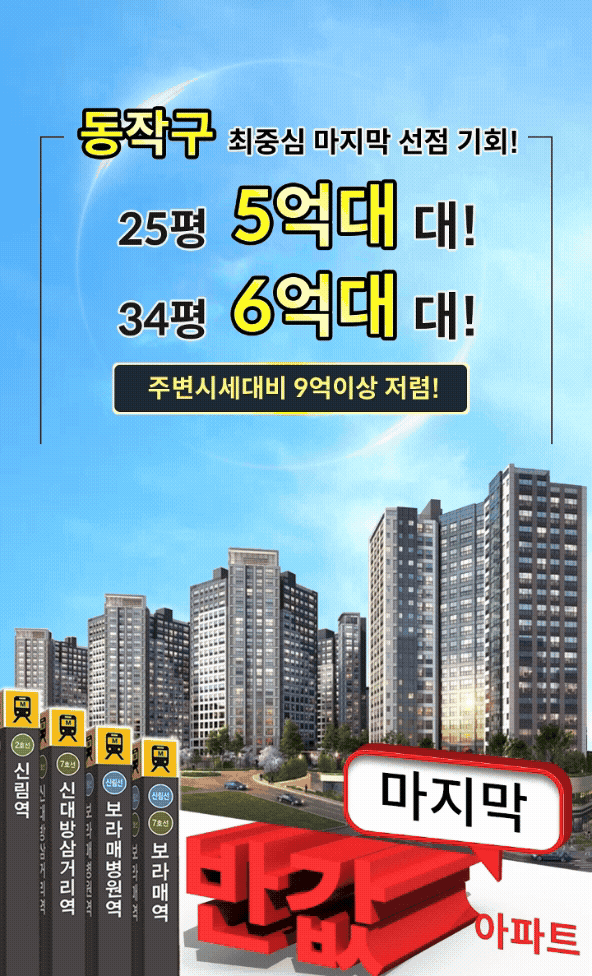 동작구 최중심 마지막 선점 기회!
25평 5억대 대!
34평 6억대 대!
주변시세대비 9억이상 저렴!
M
2호선
신림역
M
7호선
신대방삼거리역
M
신림선
보라매병원역
M
신림선
7호선
보라매역
마지막
반값
아파트